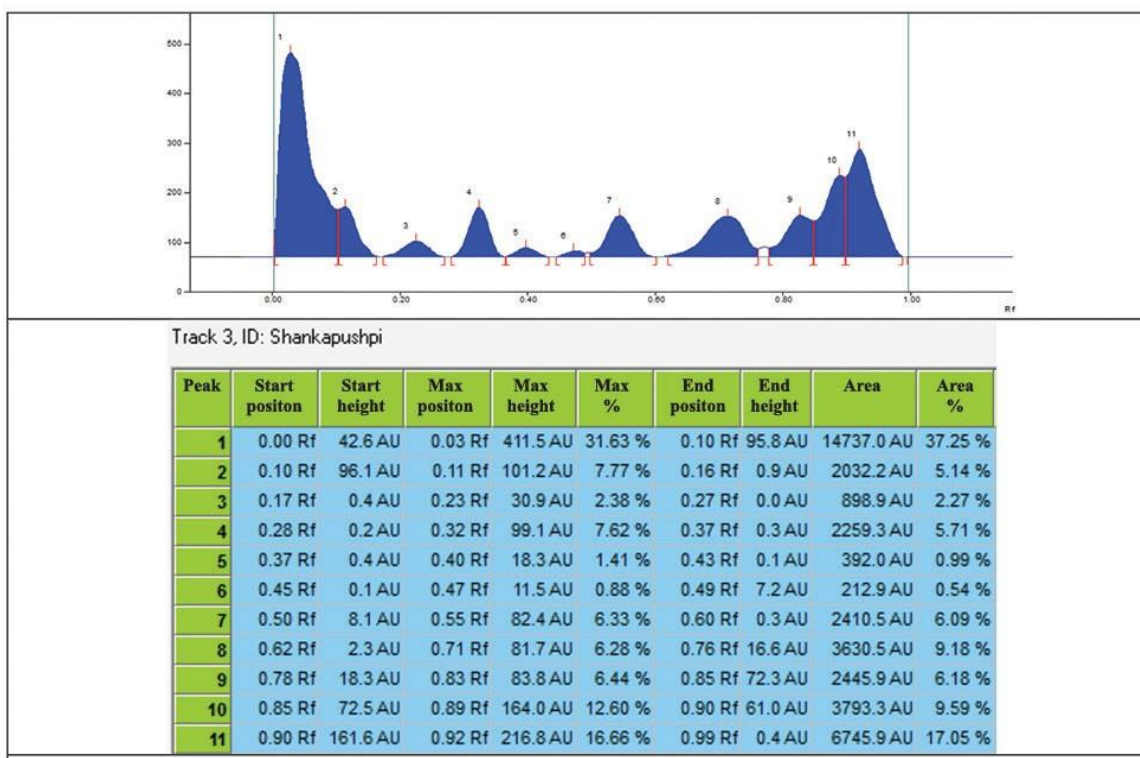 500
400
300
200
100
0
1
2
3
4
5
6
7
8
9
10
11
0.00 0.20 0.40 0.60 0.80 1.00
Rf
Track 3, ID: Shankapushpi
Peak Start positon Start height Max positon Max height Max % End positon End height Area Area %
1 0.00 Rf 42.6 AU 0.03 Rf 411.5 AU 31.63 % 0.10 Rf 95.8 AU 14737.0 AU 37.25 %
2 0.10 Rf 96.1 AU 0.11 Rf 101.2 AU 7.77 % 0.16 Rf 0.9 AU 2032.2 AU 5.14 %
3 0.17 Rf 0.4 AU 0.23 Rf 30.9 AU 2.38 % 0.27 Rf 0.0 AU 898.9 AU 2.27 %
4 0.28 Rf 0.2 AU 0.32 Rf 99.1 AU 7.62 % 0.37 Rf 0.3 AU 2259.3 AU 5.71 %
5 0.37 Rf 0.4 AU 0.40 Rf 18.3 AU 1.41 % 0.43 Rf 0.1 AU 392.0 AU 0.99 %
6 0.45 Rf 0.1 AU 0.47 Rf 11.5 AU 0.88 % 0.49 Rf 7.2 AU 212.9 AU 0.54 %
7 0.50 Rf 8.1 AU 0.55 Rf 82.4 AU 6.33 % 0.60 Rf 0.3 AU 2410.5 AU 6.09 %
8 0.62 Rf 2.3 AU 0.71 Rf 81.7 AU 6.28 % 0.76 Rf 16.6 AU 3630.5 AU 9.18 %
9 0.78 Rf 18.3 AU 0.83 Rf 83.8 AU 6.44 % 0.85 Rf 72.3 AU 2445.9 AU 6.18 %
10 0.85 Rf 72.5 AU 0.89 Rf 164.0 AU 12.60 % 0.90 Rf 61.0 AU 3793.3 AU 9.59 %
11 0.90 Rf 161.6 AU 0.92 Rf 216.8 AU 16.66 % 0.99 Rf 0.4 AU 6745.9 AU 17.05 %